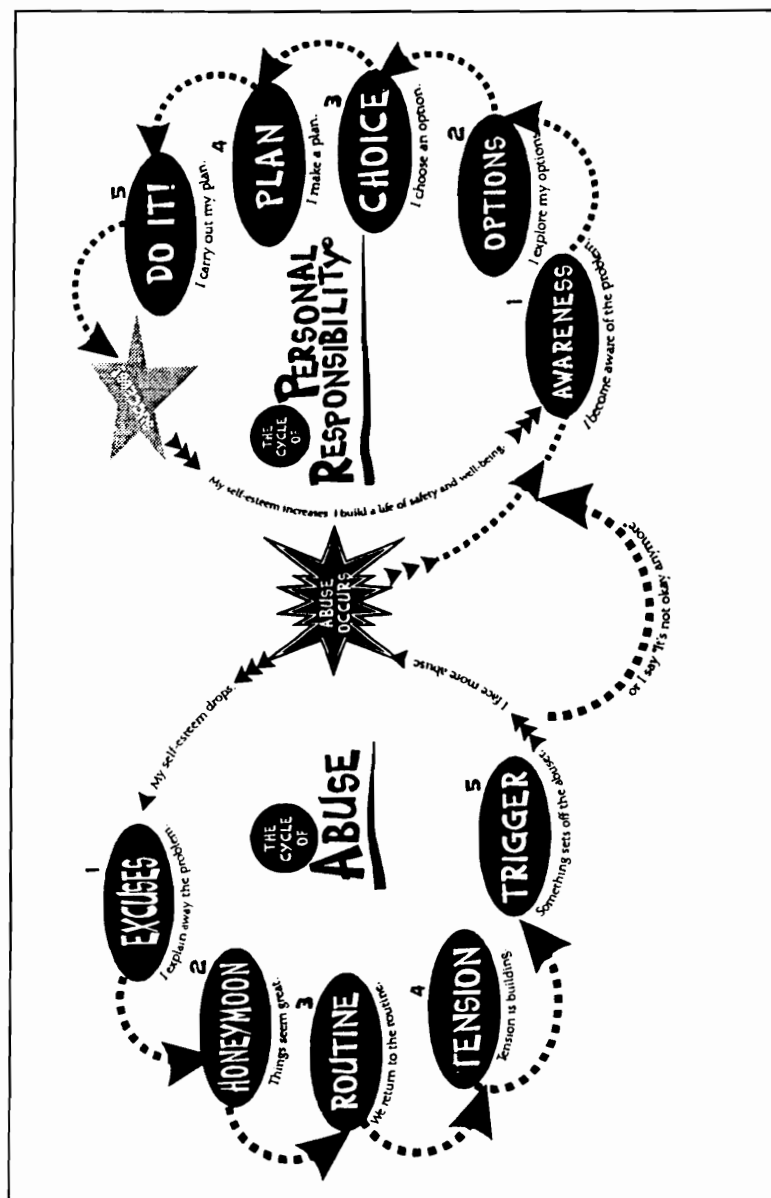 THE
CYCLE
OF
ABUSE
1
EXCUSES
I explain away the problem.
2
HONEYMOON
Things seem great.
3
ROUTINE
We return to the routine.
4
TENSION
Tension is building.
5
TRIGGER
Something sets off the abuser.
I face more abuse
or I say "It's not okay anymore"
ABUSE
OCCURS
My self-esteem drops.
THE
CYCLE
OF
PERSONAL
RESPONSIBILITY©
1
AWARENESS
I become aware of the problem.
2
OPTIONS
I explore my options.
3
CHOICE
I choose an option.
4
PLAN
I make a plan.
5
DO IT!
I carry out my plan.
My self-esteem increases. I build a life of safety and well-being.